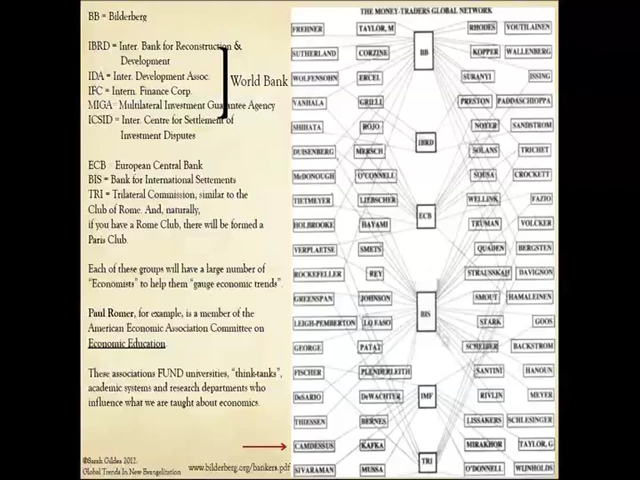 BB = Bilderberg
IBRD = Inter. Bank for Reconstruction &
Development
IDA = Inter. Development Assoc.
IFC = Intern. Finance Corp.
MIGA= Multilateral Investment Guarantee Agency
ICSID = Inter. Centre for Settlement of
Investment Disputes
World Bank
ECB = European Central Bank
BIS = Bank for International Settements
TRI = Trilateral Commission, similar to the
Club of Rome. And, naturally,
if you have a Rome Club, there will be formed a
Paris Club.
Each of these groups will have a large number of
“Economists” to help them “gauge economic trends”.
Paul Romer, for example, is a member of the
American Economic Association Committee on
Economic Education.
These associations FUND universities, “think-tanks”,
academic systems and research departments who
influence what we are taught about economics.
©Sarah Gildea 2012.
Global Trends In New Evangelization
www.bilderberg.org/bankers.pdf
THE MONEY-TRADERS GLOBAL NETWORK
FREHNER TAYLOR, M RHODES VOUTILAINEN
BB
SUTHERLAND CORZINE KOPPER WALLENBERG
WOLFENSOHN ERCEL SURANYI ISSING
VANHALA GRILLI PRESTON PADDASCHIOPPA
SHIHATA ROJO NOYER SANDSTROM
IBRD
DUISENBERG MERSCH SOLANS TRICHET
McDONOUGH O'CONNELL SOUSA CROCKETT
TIETMEYER LIEBSCHER WELLINK FAZIO
ECB
HOLBROOKE HAYAMI TRUMAN VOLCKER
VERPLAETSE SMETS QUADEN BERGSTEN
ROCKEFELLER REY STRAUSSKAH DAVIGNON
GREENSPAN JOHNSON SMOUT HAMALEINEN
BIS
LEIGH-PEMBERTON LO FASO STARK GOOS
GEORGE PATAT SCHEIBER BACKSTROM
FISCHER PLENDERLEITH SANTINI HANOUN
DeSARIO DeWACHTER IMF RIVLIJN MEYER
THIESSEN BERNES LISSAKERS SCHLESINGER
CAMDESSUS KAFKA MIRAKHOR TAYLOR, G
TRI
SIVARAMAN MUSSA O'DONNELL WIJNHOLDS